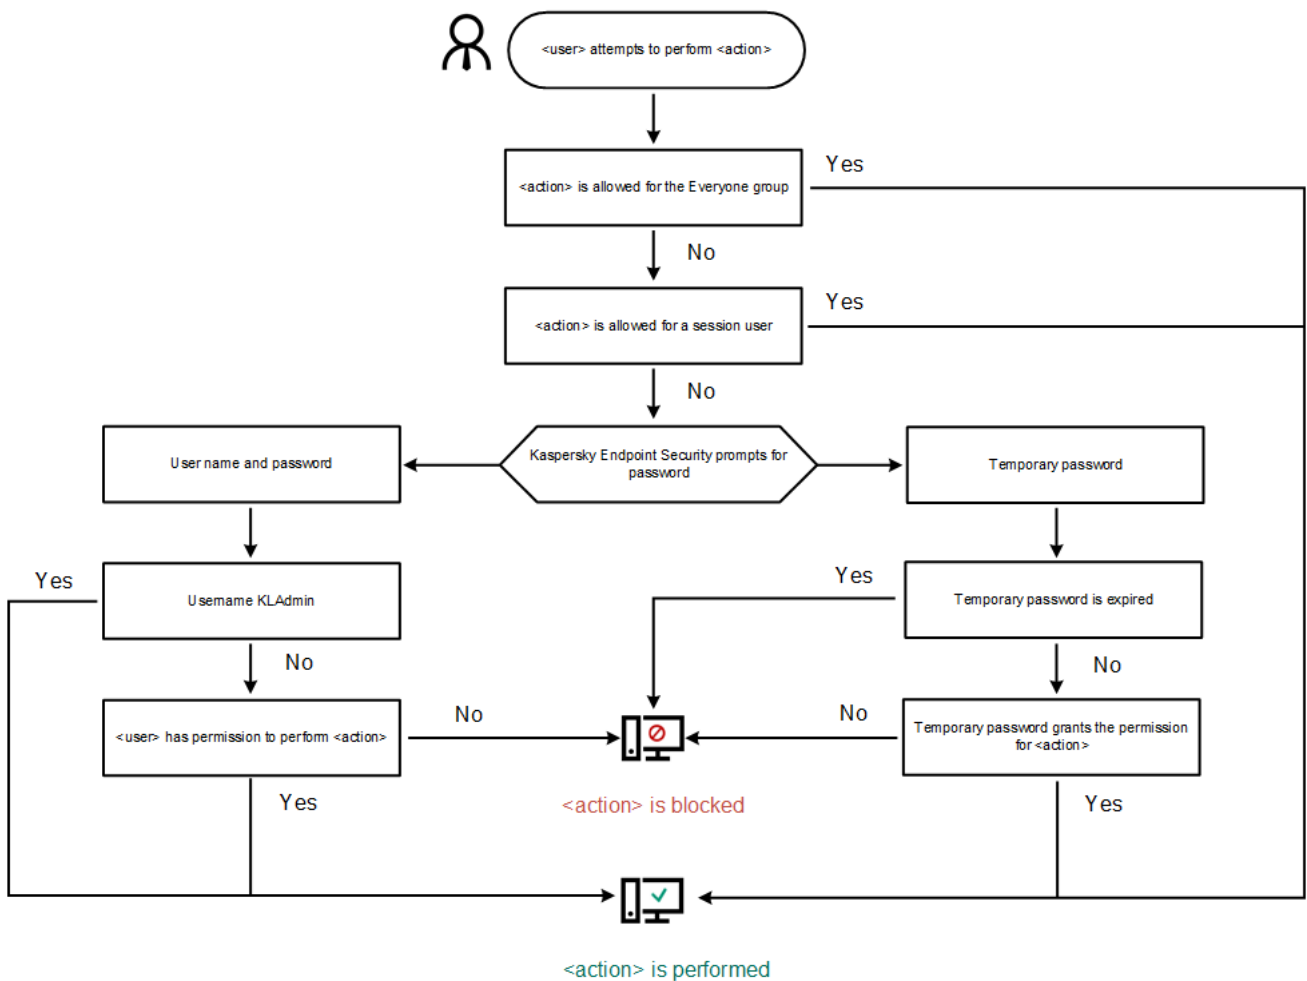 <user> attempts to perform <action>
Yes
<action> is allowed for the Everyone group
No
Yes
<action> is allowed for a session user
No
User name and password
Kaspersky Endpoint Security prompts for
password
Temporary password
Yes
Username KLAdmin
Yes
Temporary password is expired
No
No
<user> has permission to perform <action>
No
No
Temporary password grants the permission
for <action>
Yes
<action> is blocked
Yes
<action> is performed